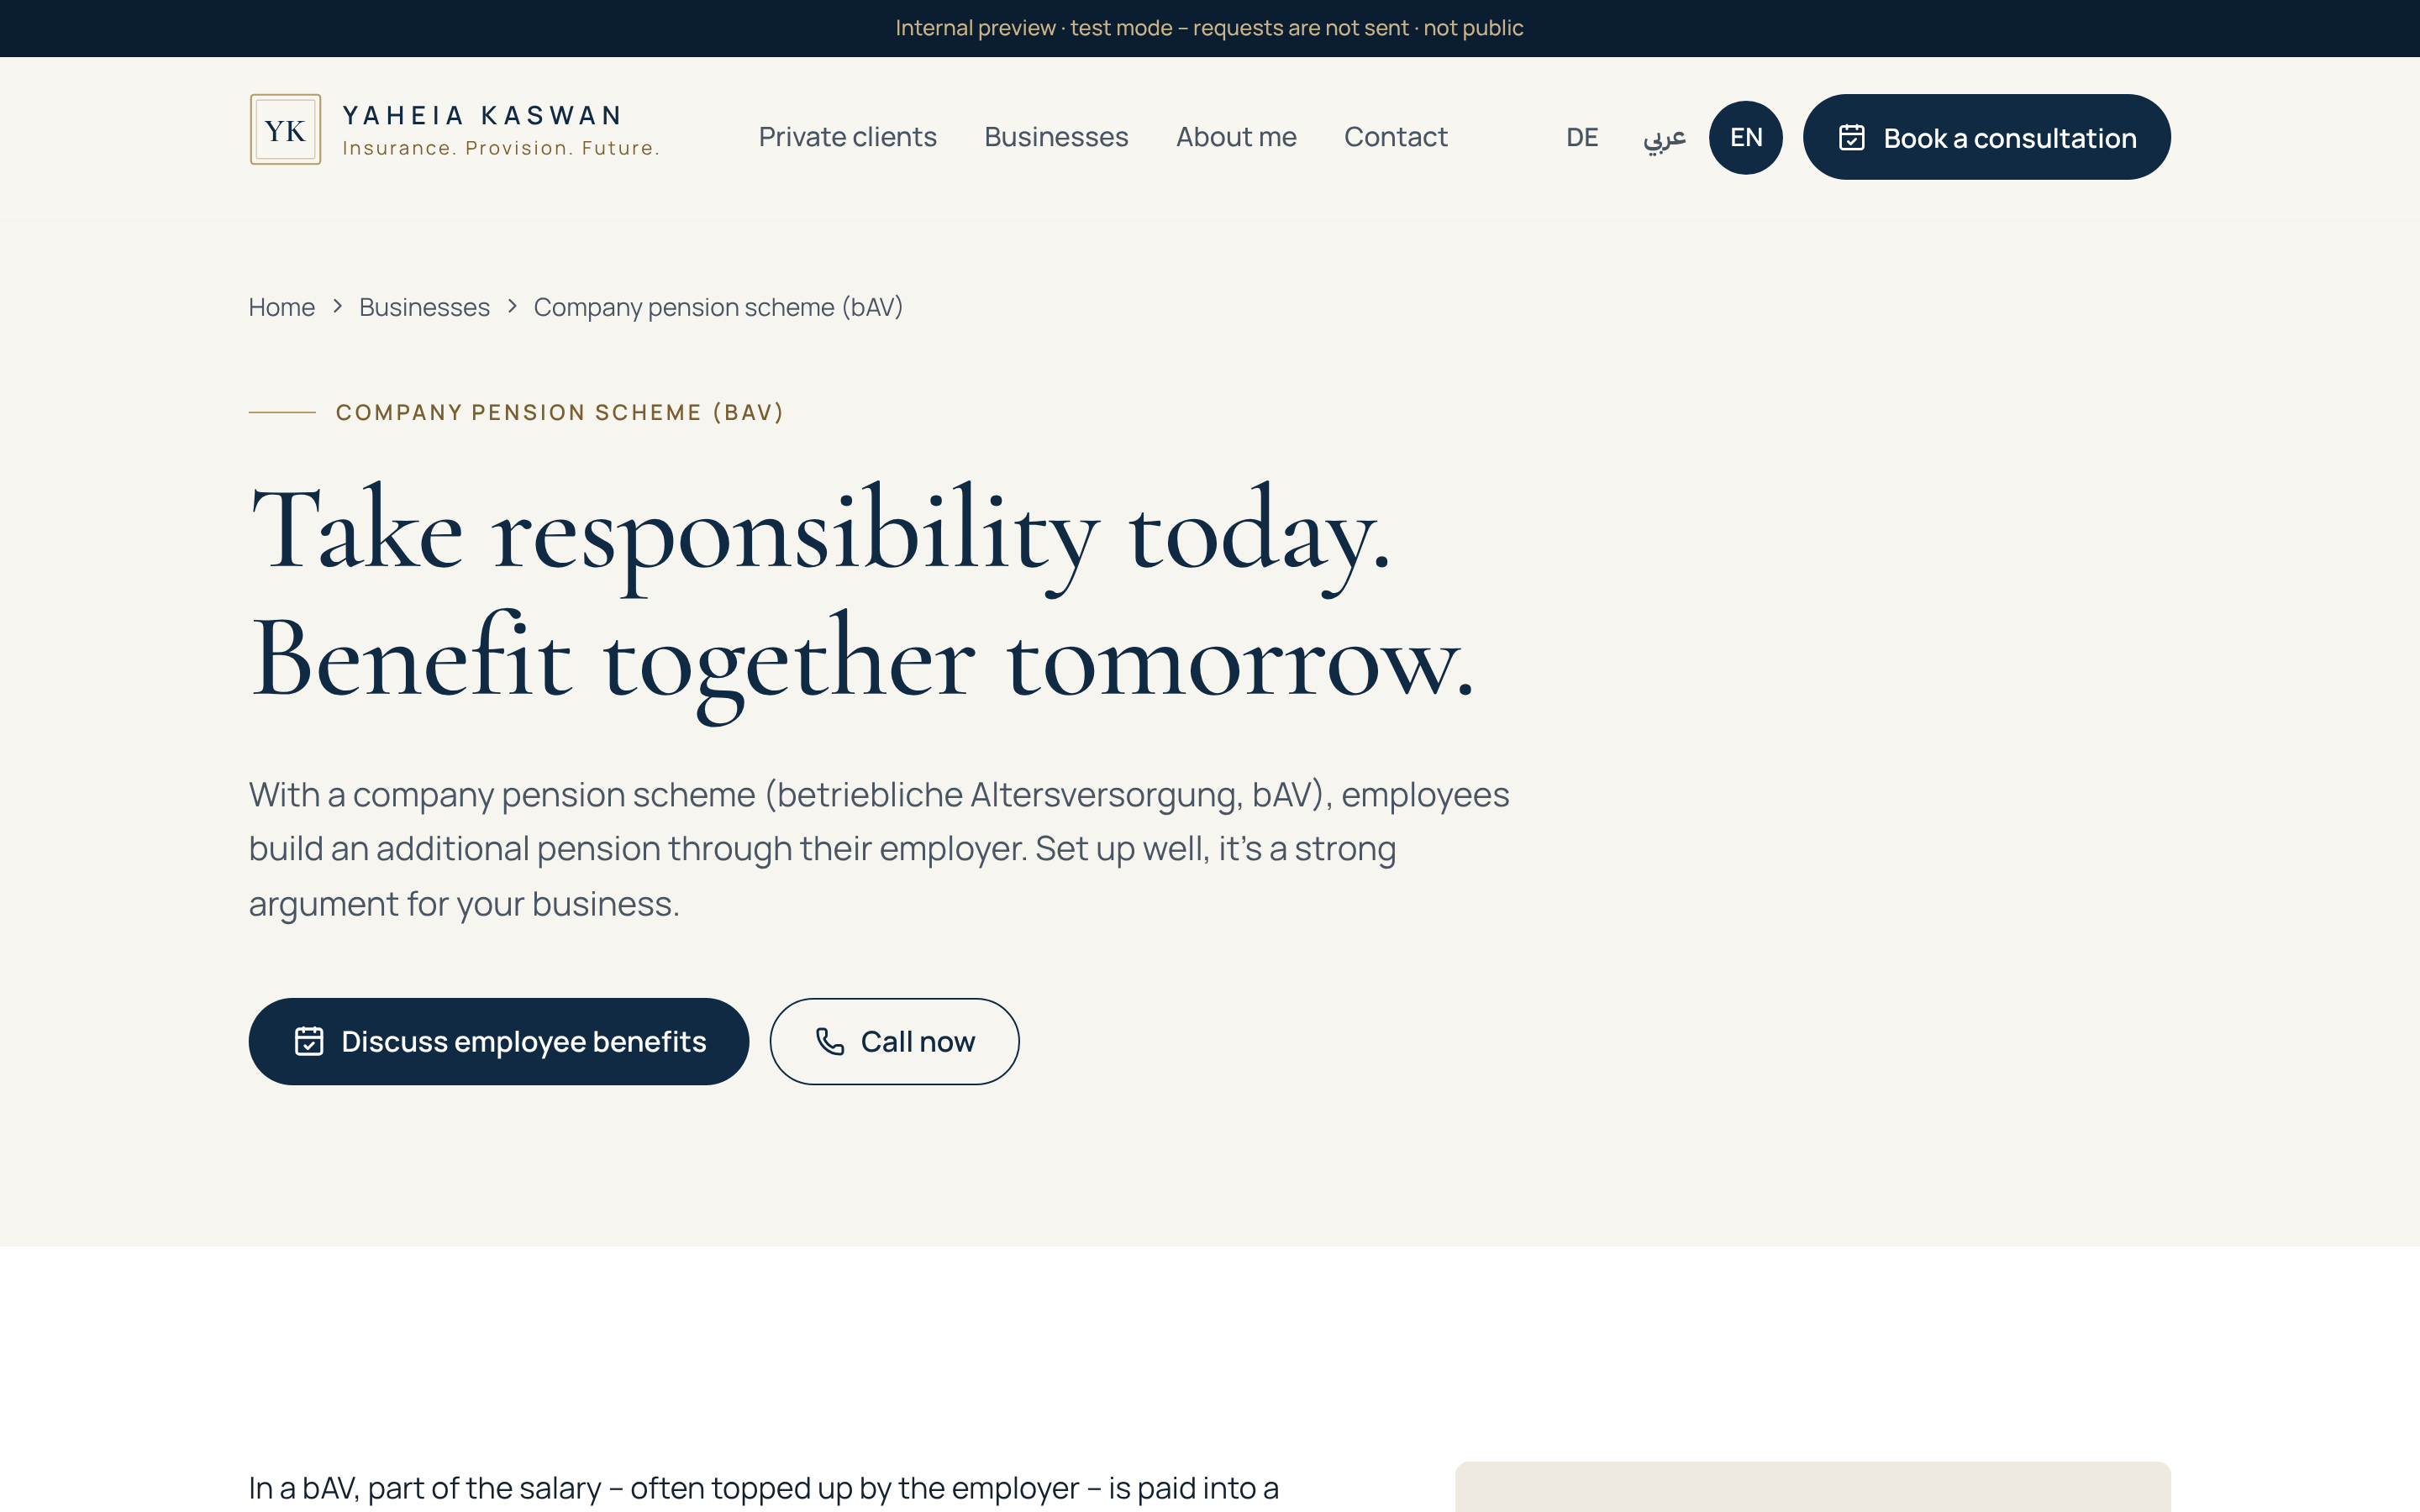 Internal preview · test mode – requests are not sent · not public
YK
YAHEIA KASWAN
Insurance. Provision. Future.
Private clients
Businesses
About me
Contact
DE
عربي
EN
Book a consultation
Home > Businesses > Company pension scheme (bAV)
COMPANY PENSION SCHEME (BAV)
Take responsibility today.
Benefit together tomorrow.
With a company pension scheme (betriebliche Altersversorgung, bAV), employees
build an additional pension through their employer. Set up well, it’s a strong
argument for your business.
Discuss employee benefits
Call now
In a bAV, part of the salary – often topped up by the employer – is paid into a